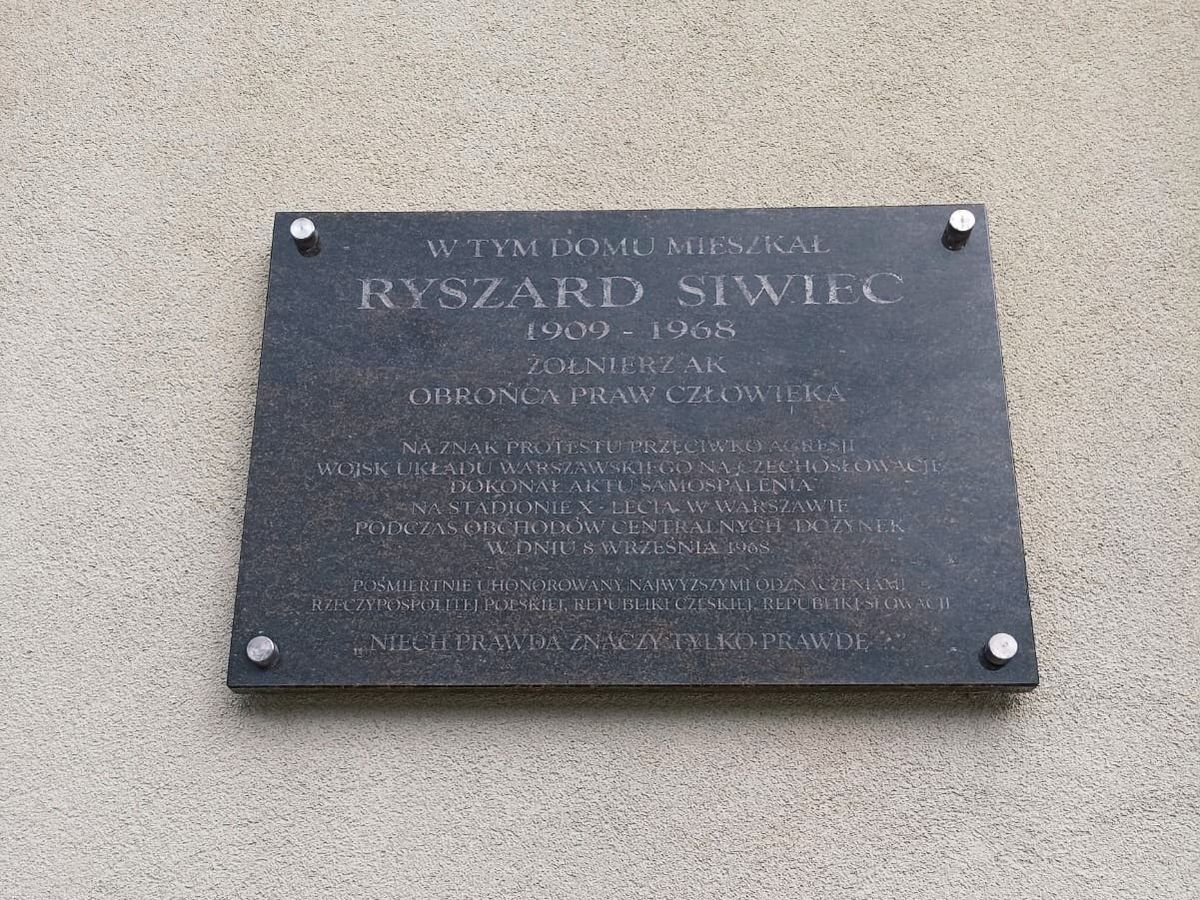 W TYM DOMU MIESZKAŁ
RYSZARD SIWIEC
1909 - 1968
ŻOŁNIERZ AK
OBROŃCA PRAW CZŁOWIEKA
NA ZNAK PROTESTU PRZECIWKO AGRESJI
WOJSK UKŁADU WARSZAWSKIEGO NA CZECHOSŁOWACJĘ
DOKONAŁ AKTU SAMOSPALENIA
NA STADIONIE X - LECIA W WARSZAWIE
PODCZAS OBCHODÓW CENTRALNYCH DOŻYNEK
W DNIU 8 WRZEŚNIA 1968
POŚMIERTNIE UHONOROWANY NAJWYŻSZYMI ODZNACZENIAMI
RZECZYPOSPOLITEJ POLSKIEJ, REPUBLIKI CZESKIEJ, REPUBLIKI SŁOWACJI
„NIECH PRAWDA ZNACZY TYLKO PRAWDĘ ..."